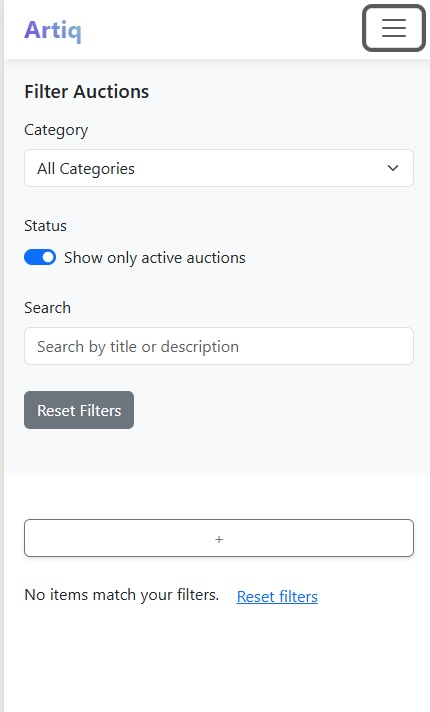 Artiq
Filter Auctions
Category
All Categories
Status
Show only active auctions
Search
Search by title or description
Reset Filters
+
No items match your filters. Reset filters